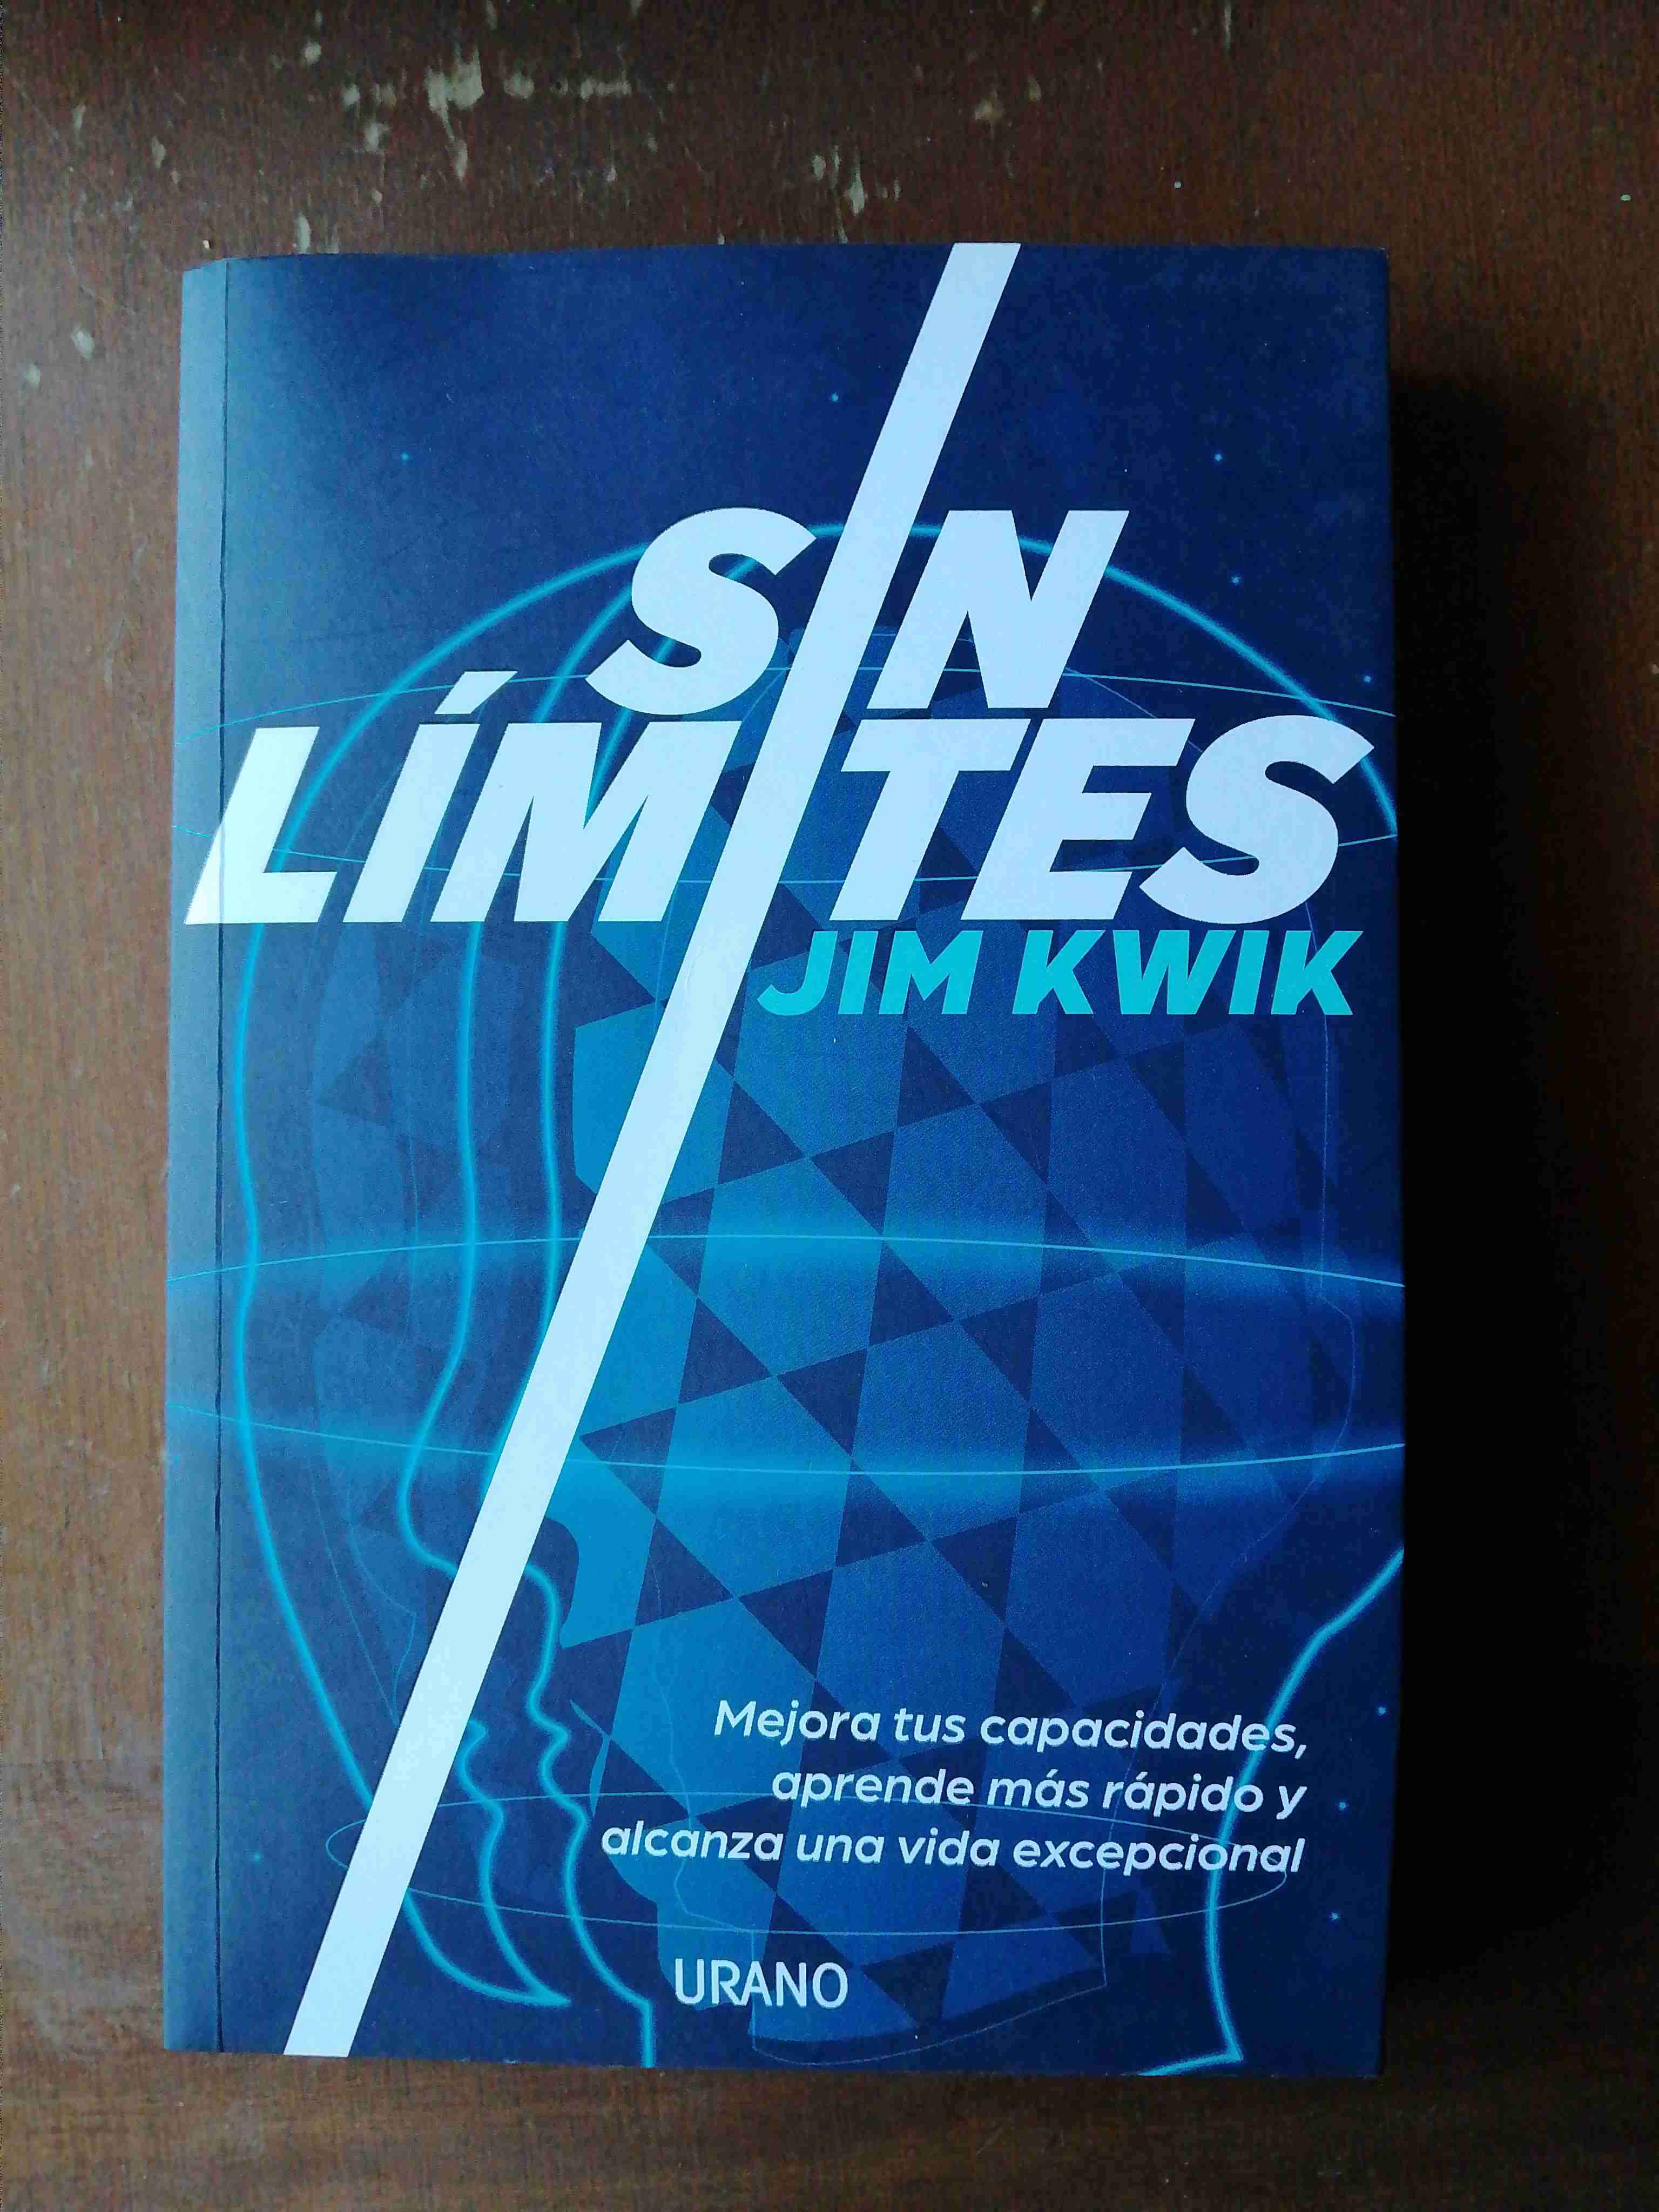 SIN
LÍMITES
JIM KWIK
Mejora tus capacidades,
aprende más rápido y
alcanza una vida excepcional
URANO